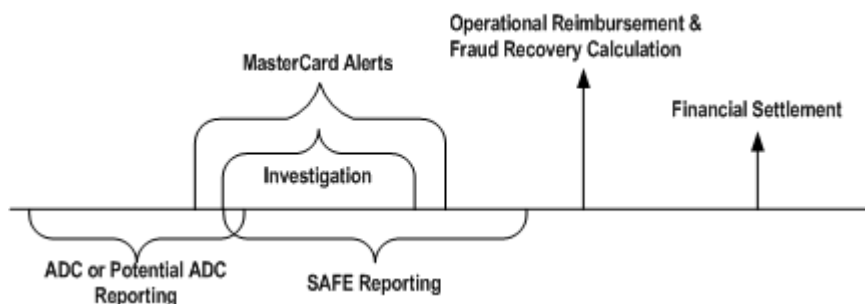 Operational Reimbursement &
Fraud Recovery Calculation
MasterCard Alerts
Financial Settlement
Investigation
ADC or Potential ADC
Reporting
SAFE Reporting